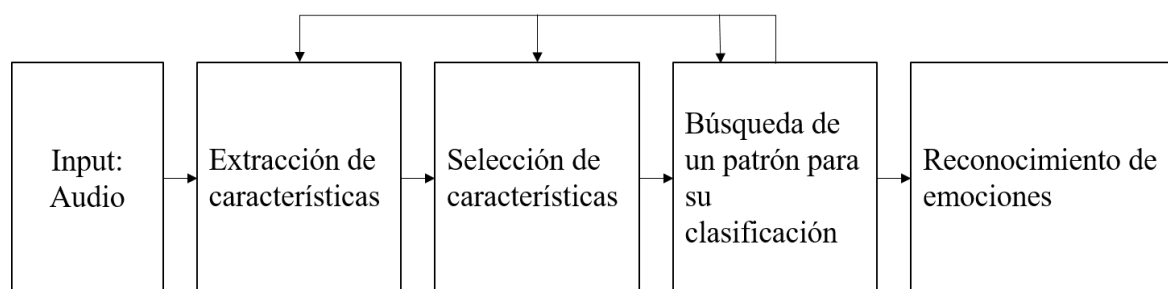 Input:
Audio
Extracción de
características
Selección de
características
Búsqueda de
un patrón para
su
clasificación
Reconocimiento de
emociones